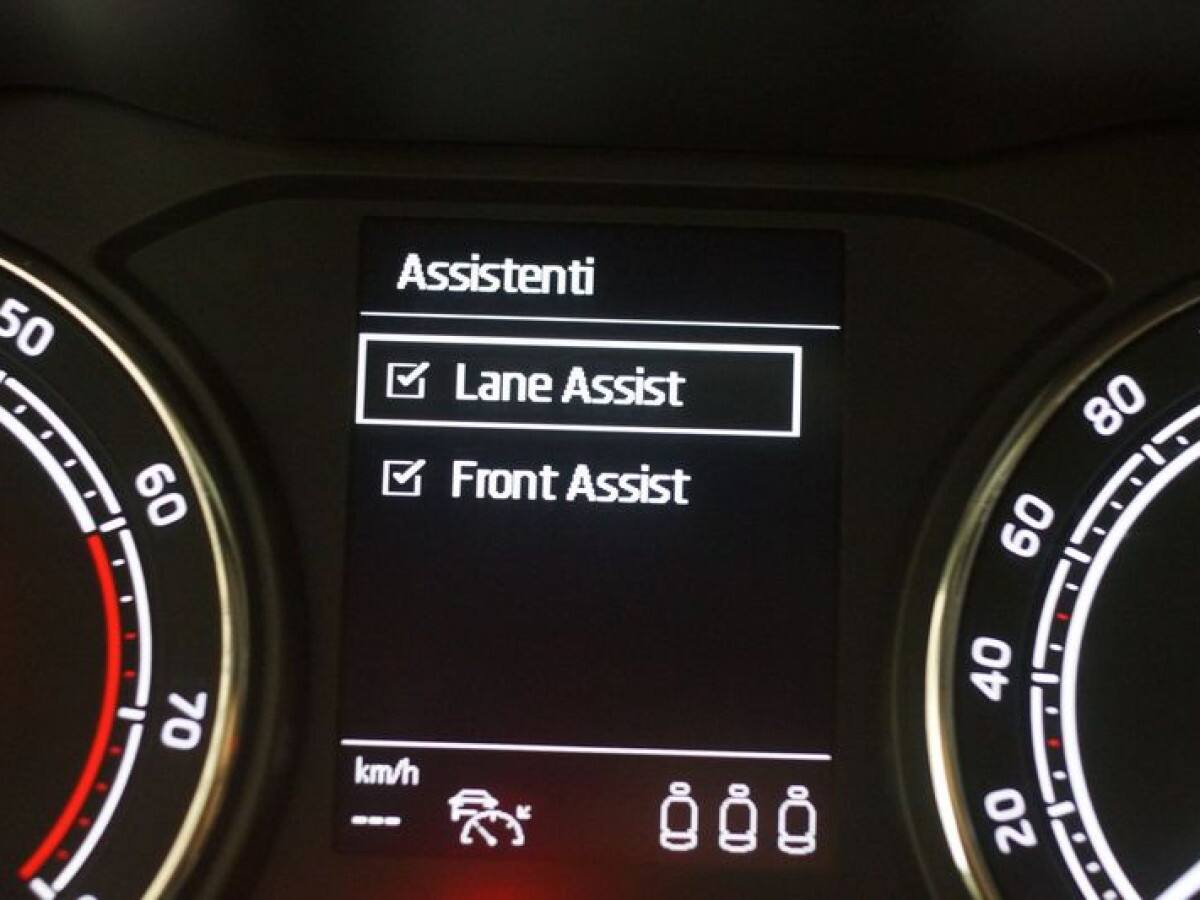 Assistenti
Lane Assist
Front Assist
km/h
---
50
60
70
80
60
40
20